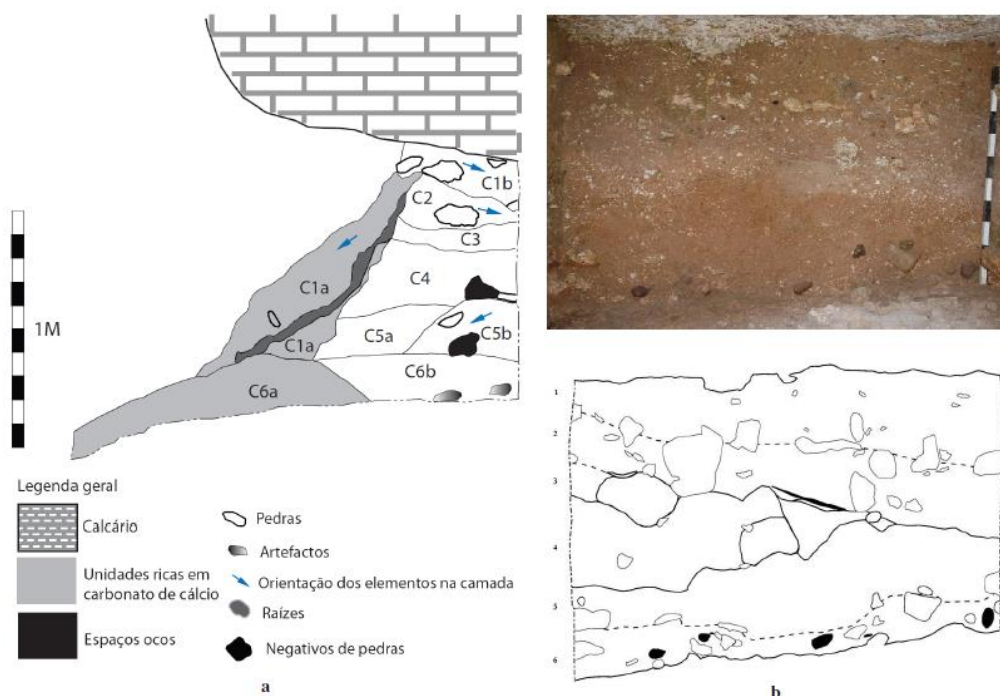 C1b
C2
C3
C4
C1a
C1a
C5a
C5b
C6a
C6b
1M
Legenda geral
Calcário
Unidades ricas em
carbonato de cálcio
Espaços ocos
Pedras
Artefactos
Orientação dos elementos na camada
Raízes
Negativos de pedras
a
1
2
3
4
5
6
b